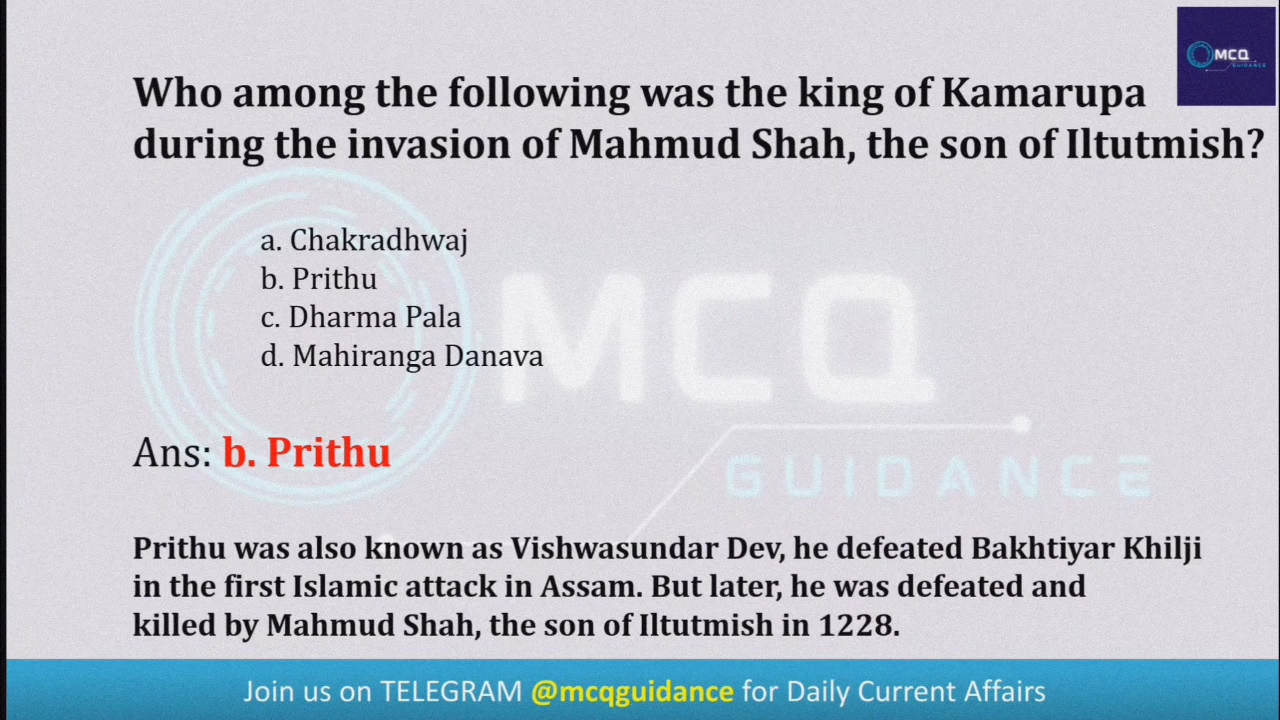 MCQ
GUIDANCE
Who among the following was the king of Kamarupa
during the invasion of Mahmud Shah, the son of Iltutmish?
a. Chakradhwaj
b. Prithu
c. Dharma Pala
d. Mahiranga Danava
MCQ
GUIDANCE
Ans: b. Prithu
Prithu was also known as Vishwasundar Dev, he defeated Bakhtiyar Khilji
in the first Islamic attack in Assam. But later, he was defeated and
killed by Mahmud Shah, the son of Iltutmish in 1228.
Join us on TELEGRAM @mcqguidance for Daily Current Affairs